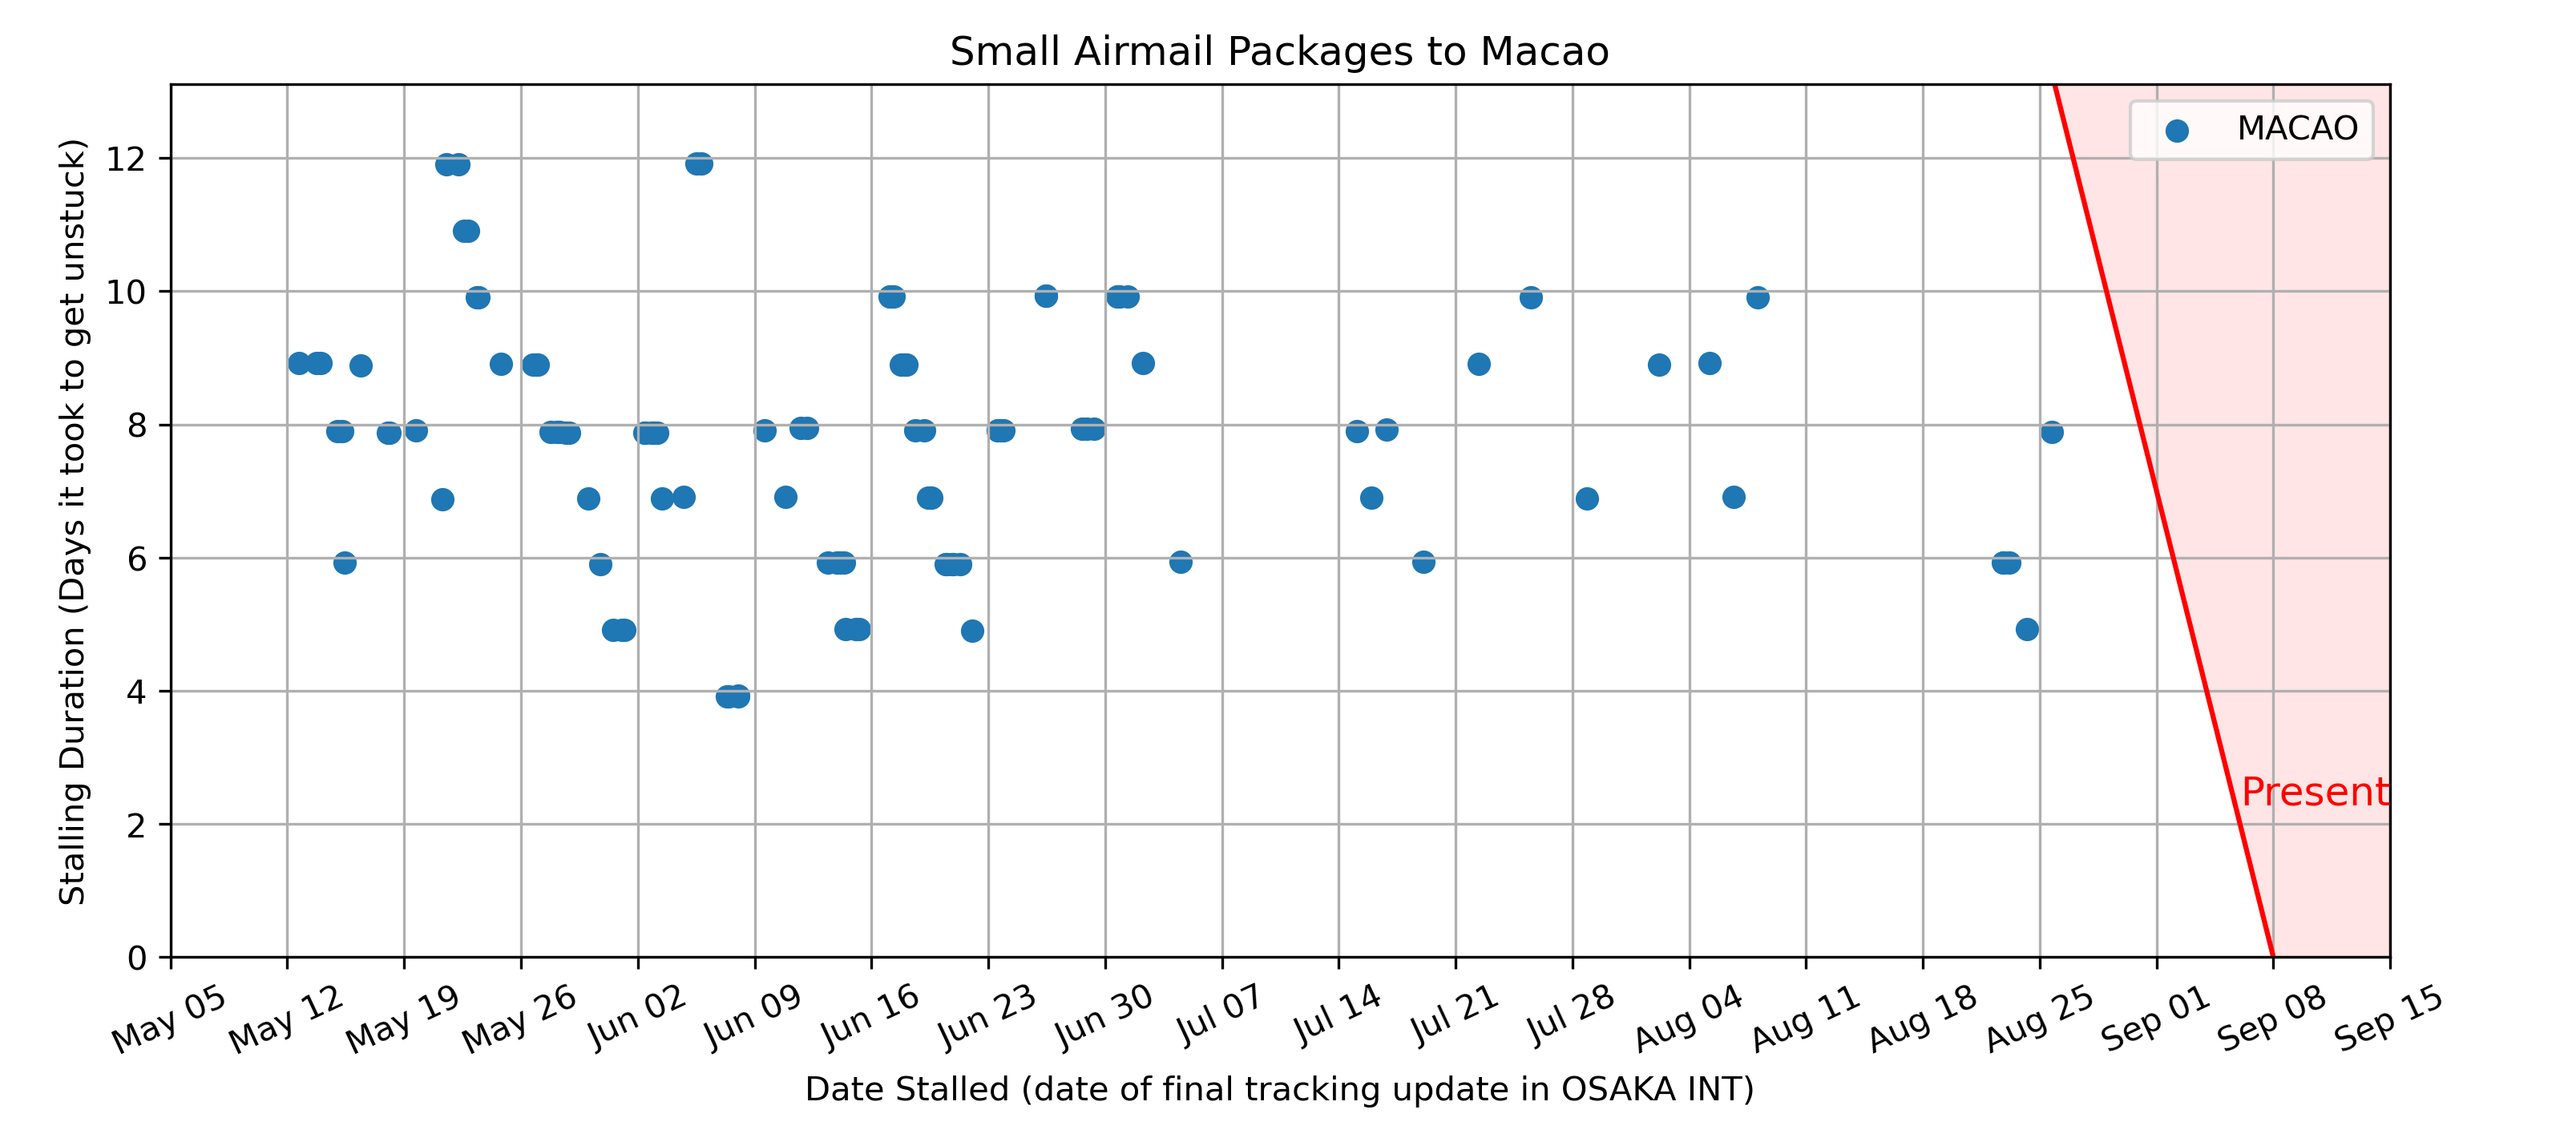 Small Airmail Packages to Macao
MACAO
Stalling Duration (Days it took to get unstuck)
12
10
8
6
4
2
0
Present
May 05
May 12
May 19
May 26
Jun 02
Jun 09
Jun 16
Jun 23
Jun 30
Jul 07
Jul 14
Jul 21
Jul 28
Aug 04
Aug 11
Aug 18
Aug 25
Sep 01
Sep 08
Sep 15
Date Stalled (date of final tracking update in OSAKA INT)